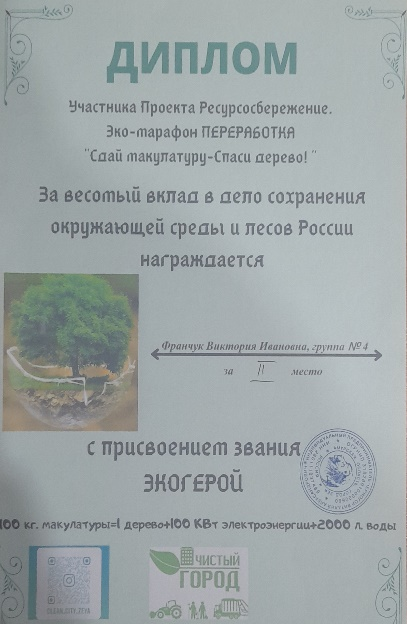 ДИПЛОМ
Участника Проекта Ресурсосбережение.
Эко-марафон ПЕРЕРАБОТКА
"Сдай макулатуру-Спаси дерево! "
За весомый вклад в дело сохранения
окружающей среды и лесов России
награждается
Франчук Виктория Ивановна, группа №4
за II место
с присвоением звания
ЭКОГЕРОЙ
100 кг. макулатуры=1 дерево+100 КВт электроэнергии+2000 л. воды
ЧИСТЫЙ
ГОРОД